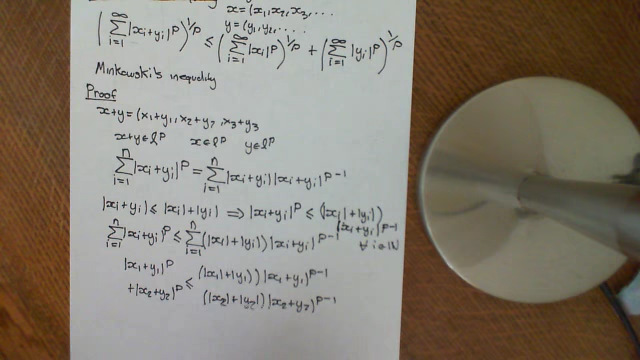 x = (x₁, x₂, x₃, ....
y = (y₁, y₂, ....
(∑_{i=1}^{∞} |xᵢ+yᵢ|^p)^{1/p} ≤ (∑_{i=1}^{∞} |xᵢ|^p)^{1/p} + (∑_{i=1}^{∞} |yᵢ|^p)^{1/p}
Minkowski's inequality
Proof
x+y = (x₁+y₁, x₂+y₂, x₃+y₃
x+y ∈ ℓ^p x ∈ ℓ^p y ∈ ℓ^p
∑_{i=1}^{n} |xᵢ+yᵢ|^p = ∑_{i=1}^{n} |xᵢ+yᵢ| |xᵢ+yᵢ|^{p-1}
|xᵢ+yᵢ| ≤ |xᵢ|+|yᵢ| ⟹ |xᵢ+yᵢ|^p ≤ (|xᵢ|+|yᵢ|)
|xᵢ+yᵢ|^{p-1}
∀ i ∈ ℕ
∑_{i=1}^{n} |xᵢ+yᵢ|^p ≤ ∑_{i=1}^{n} (|xᵢ|+|yᵢ|) |xᵢ+yᵢ|^{p-1}
|x₁+y₁|^p ≤ (|x₁|+|y₁|) |x₁+y₁|^{p-1}
+|x₂+y₂|^p (|x₂|+|y₂|) |x₂+y₂|^{p-1}